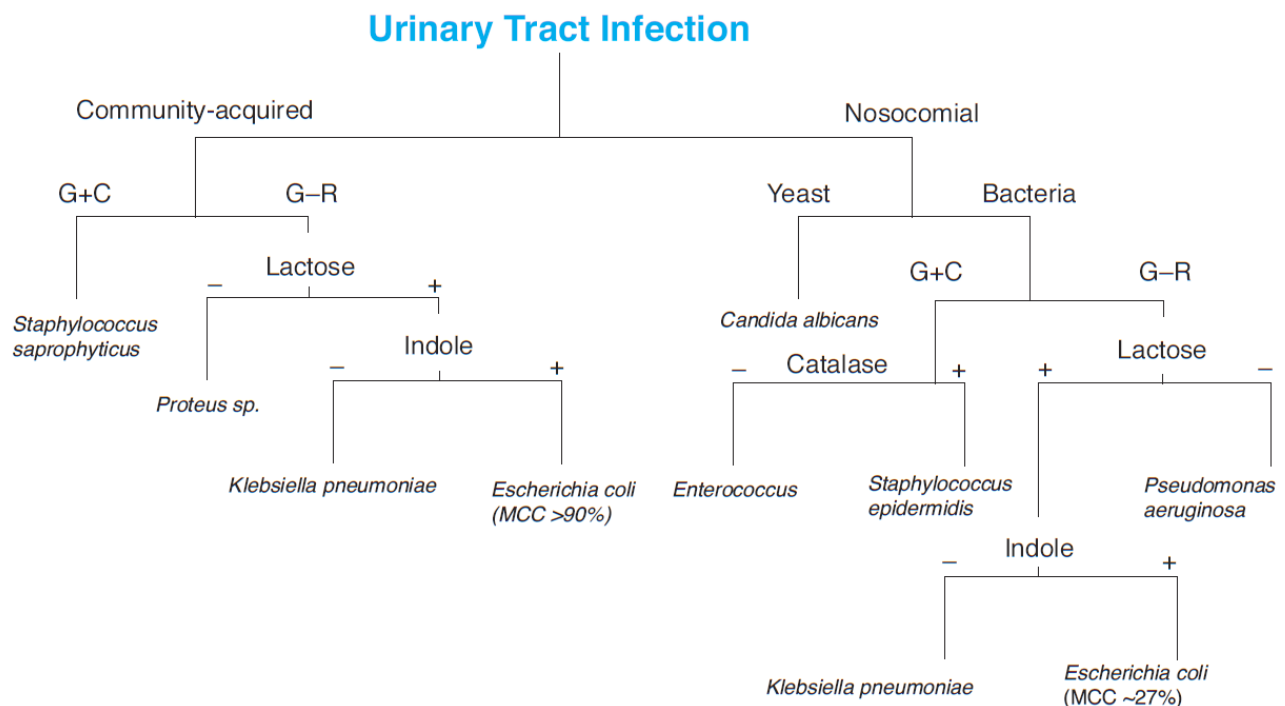 Urinary Tract Infection
Community-acquired
Nosocomial
G+C
G–R
Yeast
Bacteria
Lactose
–
+
G+C
G–R
Staphylococcus
saprophyticus
Candida albicans
Indole
–
+
Catalase
–
+
Lactose
+
–
Proteus sp.
Klebsiella pneumoniae
Escherichia coli
(MCC >90%)
Enterococcus
Staphylococcus
epidermidis
Pseudomonas
aeruginosa
Indole
–
+
Klebsiella pneumoniae
Escherichia coli
(MCC ~27%)